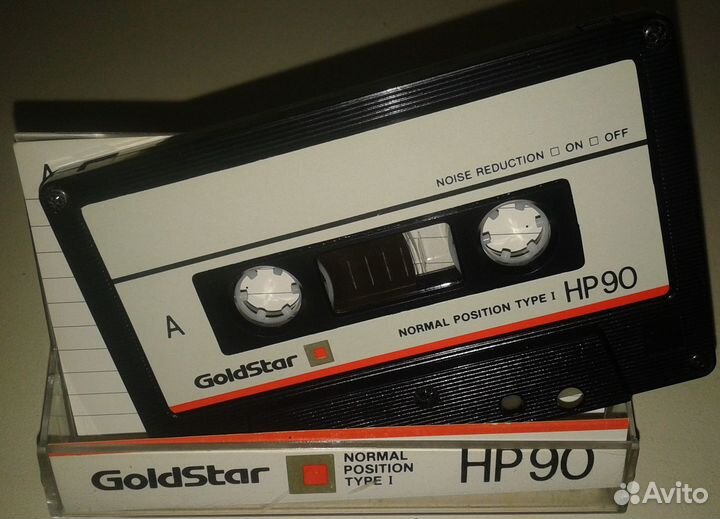 NOISE REDUCTION □ ON □ OFF
A
NORMAL POSITION TYPE I HP90
GoldStar
GoldStar
NORMAL
POSITION
TYPE I
HP90
Avito